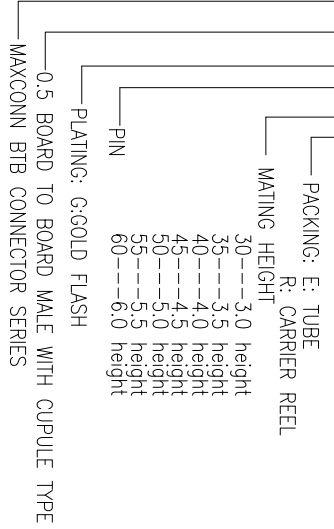 PACKING: E: TUBE
R: CARRIER REEL
MATING HEIGHT
30----3.0 height
35----3.5 height
40----4.0 height
45----4.5 height
50----5.0 height
55----5.5 height
60----6.0 height
PIN
PLATING: G:GOLD FLASH
0.5 BOARD TO BOARD MALE WITH CUPULE TYPE
MAXCONN BTB CONNECTOR SERIES